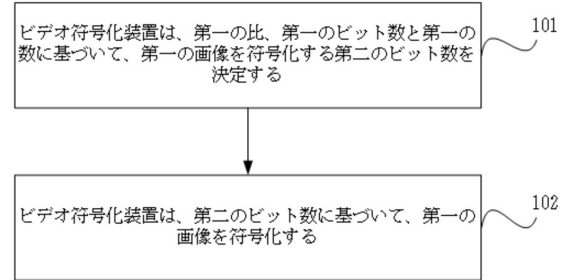 ビデオ符号化装置は、第一の比、第一のビット数と第一の
数に基づいて、第一の画像を符号化する第二のビット数を
決定する
101
ビデオ符号化装置は、第二のビット数に基づいて、第一の
画像を符号化する
102